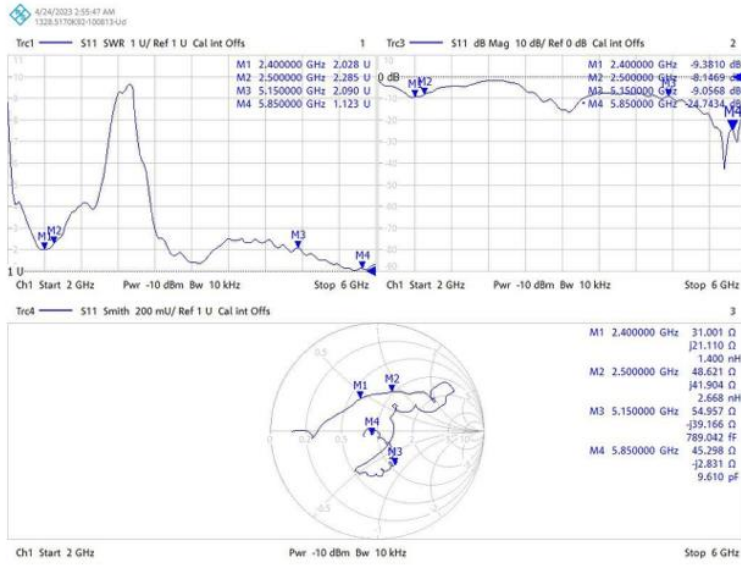 4/24/2023 2:55:47 AM
1328.5170K92-100813-Ud
Trc1 S11 SWR 1 U/ Ref 1 U Cal int Offs 1
M1 2.400000 GHz 2.028 U
M2 2.500000 GHz 2.285 U
M3 5.150000 GHz 2.090 U
M4 5.850000 GHz 1.123 U
M1
M2
M3
M4
1 U
Ch1 Start 2 GHz Pwr -10 dBm Bw 10 kHz Stop 6 GHz
Trc3 S11 dB Mag 10 dB/ Ref 0 dB Cal int Offs 2
M1 2.400000 GHz -9.3810 dB
M2 2.500000 GHz -8.1469 dB
M3 5.150000 GHz -9.0568 dB
M4 5.850000 GHz -24.7434 dB
0 dB
M1
M2
M3
M4
Ch1 Start 2 GHz Pwr -10 dBm Bw 10 kHz Stop 6 GHz
Trc4 S11 Smith 200 mU/ Ref 1 U Cal int Offs 3
M1 2.400000 GHz 31.001 Ω
j21.110 Ω
1.400 nH
M2 2.500000 GHz 48.621 Ω
j41.904 Ω
2.668 nH
M3 5.150000 GHz 54.957 Ω
-j39.166 Ω
789.042 fF
M4 5.850000 GHz 45.298 Ω
-j2.831 Ω
9.610 pF
M1
M2
M4
M3
Ch1 Start 2 GHz Pwr -10 dBm Bw 10 kHz Stop 6 GHz